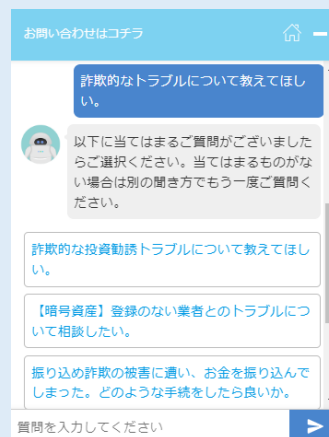 お問い合わせはコチラ
詐欺的なトラブルについて教えてほし
い。
以下に当てはまるご質問がございました
らご選択ください。当てはまるものがな
い場合は別の聞き方でもう一度ご質問く
ださい。
詐欺的な投資勧誘トラブルについて教えてほし
い。
【暗号資産】登録のない業者とのトラブルにつ
いて相談したい。
振り込め詐欺の被害に遭い、お金を振り込んで
しまった。どのような手続をしたら良いか。
質問を入力してください